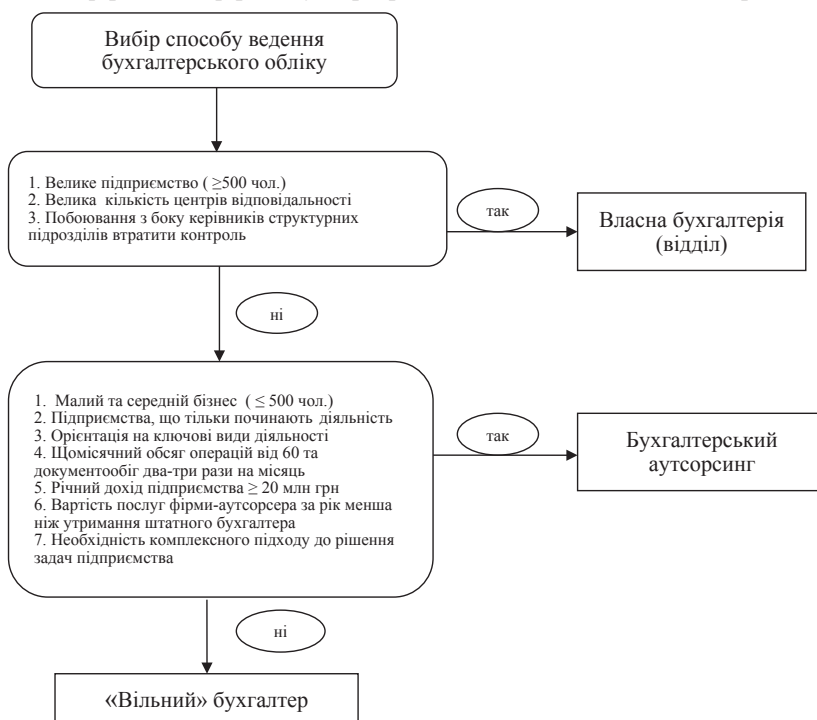 Вибір способу ведення
бухгалтерського обліку
1. Велике підприємство ( ≥500 чол.)
2. Велика кількість центрів відповідальності
3. Побоювання з боку керівників структурних
підрозділів втратити контроль
так
Власна бухгалтерія
(відділ)
ні
1. Малий та середній бізнес ( ≤ 500 чол.)
2. Підприємства, що тільки починають діяльність
3. Орієнтація на ключові види діяльності
4. Щомісячний обсяг операцій від 60 та
документообіг два-три рази на місяць
5. Річний дохід підприємства ≥ 20 млн грн
6. Вартість послуг фірми-аутсорсера за рік менша
ніж утримання штатного бухгалтера
7. Необхідність комплексного підходу до рішення
задач підприємства
так
Бухгалтерський
аутсорсинг
ні
«Вільний» бухгалтер